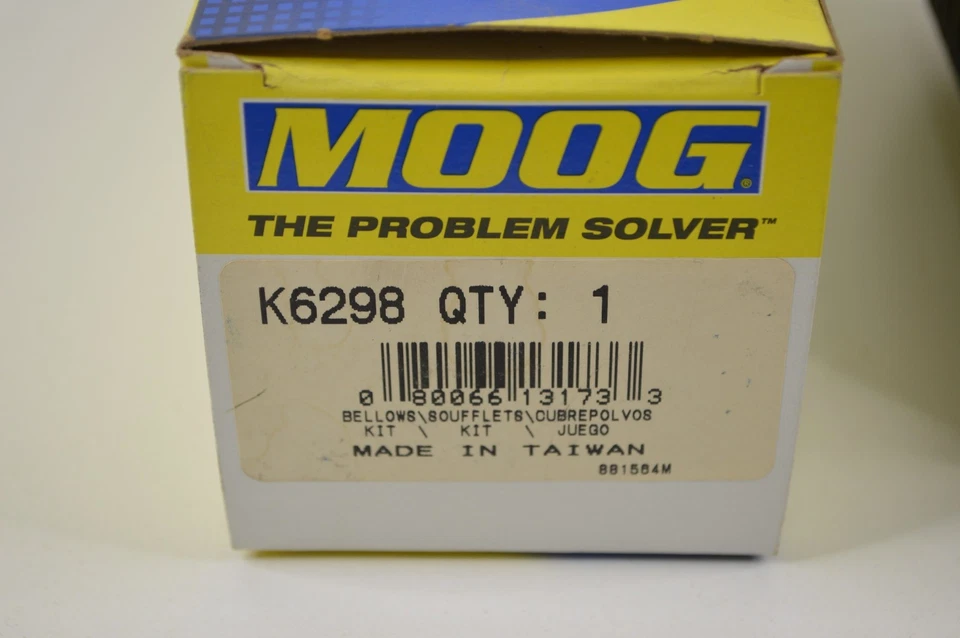 MOOG®
THE PROBLEM SOLVER™
K6298 QTY: 1
0 80066 13173 3
BELLOWS\SOUFFLETS\CUBREPOLVOS
KIT \ KIT \ JUEGO
MADE IN TAIWAN
881564M